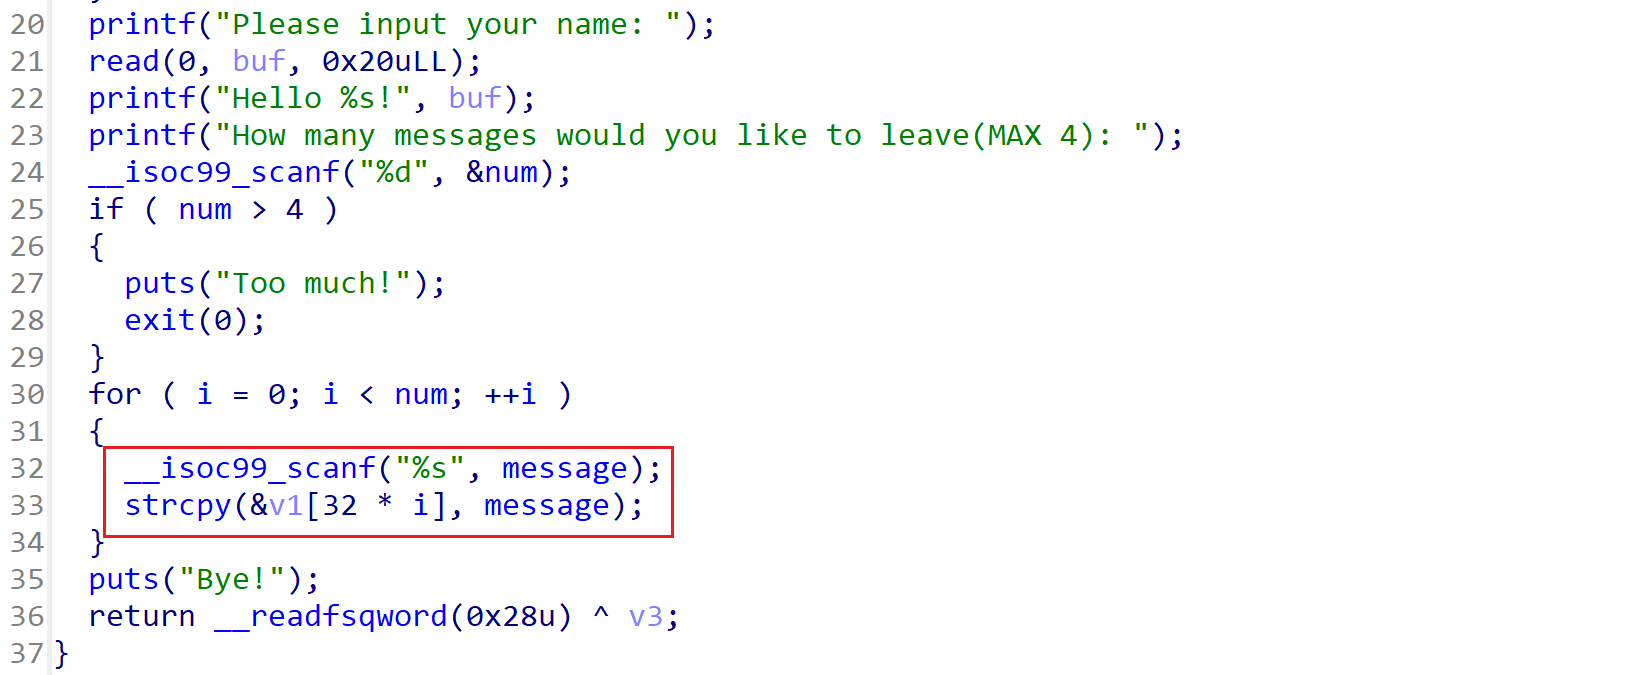 20   printf("Please input your name: ");
21   read(0, buf, 0x20uLL);
22   printf("Hello %s!", buf);
23   printf("How many messages would you like to leave(MAX 4): ");
24   __isoc99_scanf("%d", &num);
25   if ( num > 4 )
26   {
27     puts("Too much!");
28     exit(0);
29   }
30   for ( i = 0; i < num; ++i )
31   {
32     __isoc99_scanf("%s", message);
33     strcpy(&v1[32 * i], message);
34   }
35   puts("Bye!");
36   return __readfsqword(0x28u) ^ v3;
37 }